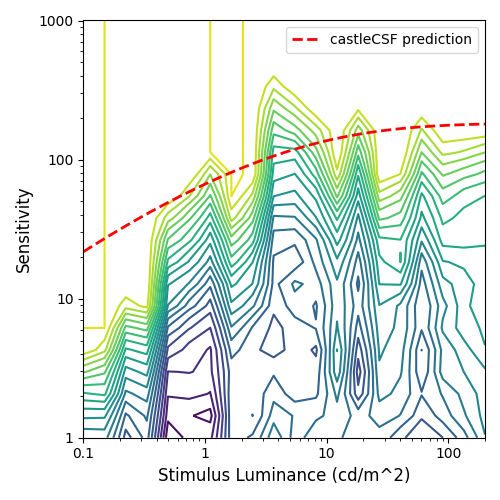 1000
castleCSF prediction
100
Sensitivity
10
1
0.1 1 10 100
Stimulus Luminance (cd/m^2)